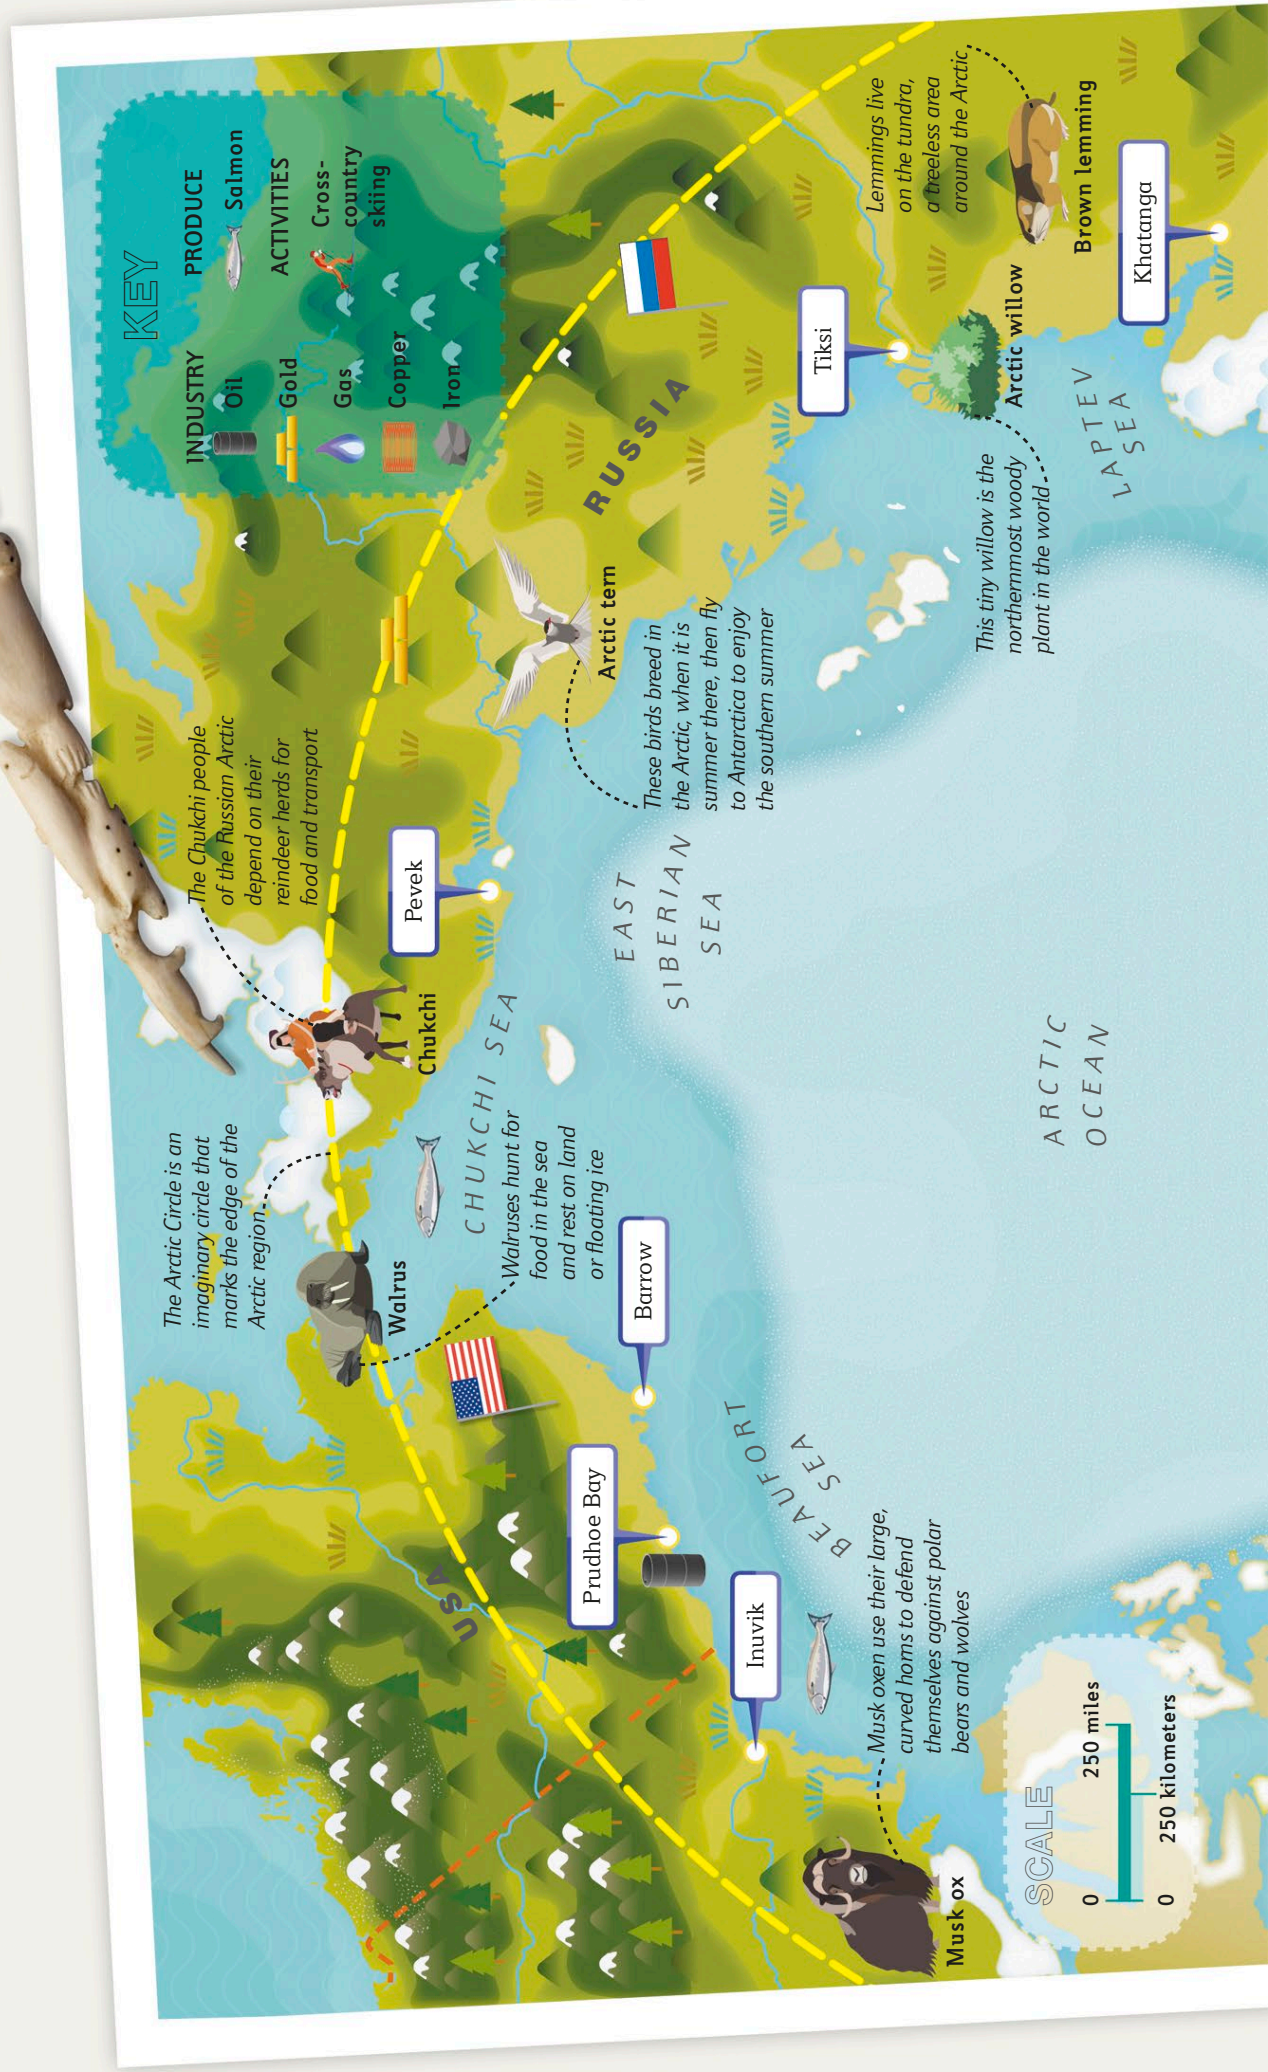 KEY
INDUSTRY
Oil
Gold
Gas
Copper
Iron
PRODUCE
Salmon
ACTIVITIES
Cross-
country
skiing
The Arctic Circle is an
imaginary circle that
marks the edge of the
Arctic region
The Chukchi people
of the Russian Arctic
depend on their
reindeer herds for
food and transport
Walrus
Chukchi
Pevek
CHUKCHI SEA
Walruses hunt for
food in the sea
and rest on land
or floating ice
USA
Prudhoe Bay
Barrow
Inuvik
BEAUFORT
SEA
Musk oxen use their large,
curved horns to defend
themselves against polar
bears and wolves
Musk ox
RUSSIA
Arctic tern
These birds breed in
the Arctic, when it is
summer there, then fly
to Antarctica to enjoy
the southern summer
EAST
SIBERIAN
SEA
Tiksi
Lemmings live
on the tundra,
a treeless area
around the Arctic
Brown lemming
Khatanga
Arctic willow
This tiny willow is the
northernmost woody
plant in the world
LAPTEV
SEA
ARCTIC
OCEAN
SCALE
0
250 miles
0
250 kilometers